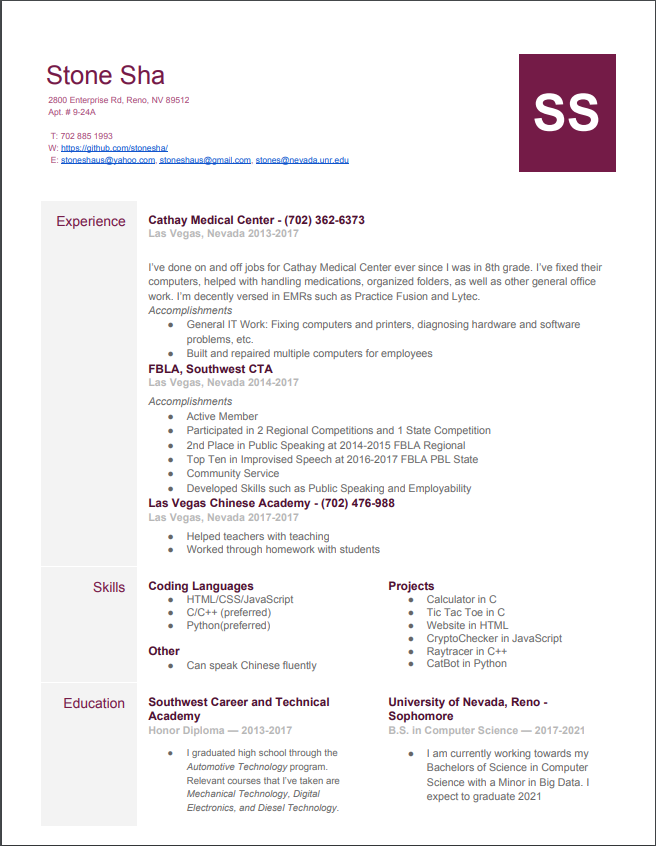 Stone Sha
SS
2800 Enterprise Rd, Reno, NV 89512
Apt. # 9-24A
T: 702 885 1993
W: https://github.com/stonesha/
E: stoneshaus@yahoo.com, stoneshaus@gmail.com, stones@nevada.unr.edu
Experience
Cathay Medical Center - (702) 362-6373
Las Vegas, Nevada 2013-2017
I've done on and off jobs for Cathay Medical Center ever since I was in 8th grade. I've fixed their
computers, helped with handling medications, organized folders, as well as other general office
work. I'm decently versed in EMRs such as Practice Fusion and Lytec.
Accomplishments
● General IT Work: Fixing computers and printers, diagnosing hardware and software
problems, etc.
● Built and repaired multiple computers for employees
FBLA, Southwest CTA
Las Vegas, Nevada 2014-2017
Accomplishments
● Active Member
● Participated in 2 Regional Competitions and 1 State Competition
● 2nd Place in Public Speaking at 2014-2015 FBLA Regional
● Top Ten in Improvised Speech at 2016-2017 FBLA PBL State
● Community Service
● Developed Skills such as Public Speaking and Employability
Las Vegas Chinese Academy - (702) 476-988
Las Vegas, Nevada 2017-2017
● Helped teachers with teaching
● Worked through homework with students
Skills
Coding Languages
● HTML/CSS/JavaScript
● C/C++ (preferred)
● Python(preferred)
Other
● Can speak Chinese fluently
Projects
● Calculator in C
● Tic Tac Toe in C
● Website in HTML
● CryptoChecker in JavaScript
● Raytracer in C++
● CatBot in Python
Education
Southwest Career and Technical
Academy
Honor Diploma — 2013-2017
● I graduated high school through the
Automotive Technology program.
Relevant courses that I've taken are
Mechanical Technology, Digital
Electronics, and Diesel Technology.
University of Nevada, Reno -
Sophomore
B.S. in Computer Science — 2017-2021
● I am currently working towards my
Bachelors of Science in Computer
Science with a Minor in Big Data. I
expect to graduate 2021